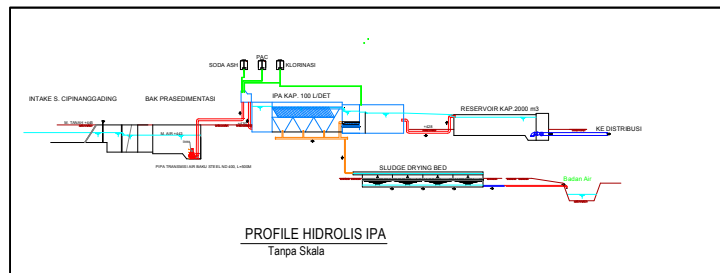 PAC
SODA ASH
KLORINASI
INTAKE S. CIPINANGGADING
BAK PRASEDIMENTASI
IPA KAP. 100 L/DET
RESERVOIR KAP.2000 m3
KE DISTRIBUSI
SLUDGE DRYING BED
Badan Air
PROFILE HIDROLIS IPA
Tanpa Skala